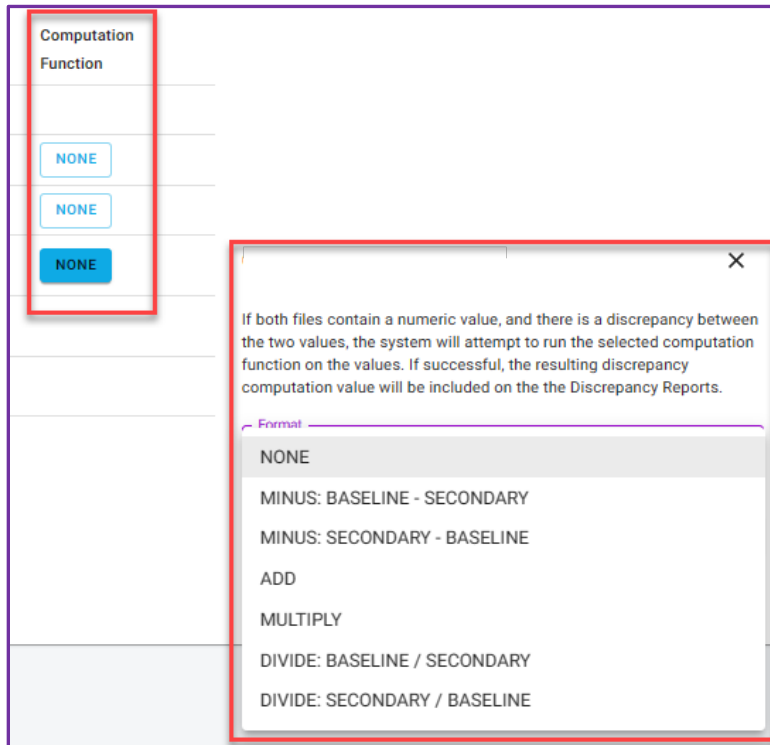 Computation
Function
NONE
NONE
NONE
If both files contain a numeric value, and there is a discrepancy between
the two values, the system will attempt to run the selected computation
function on the values. If successful, the resulting discrepancy
computation value will be included on the the Discrepancy Reports.
Format
NONE
MINUS: BASELINE - SECONDARY
MINUS: SECONDARY - BASELINE
ADD
MULTIPLY
DIVIDE: BASELINE / SECONDARY
DIVIDE: SECONDARY / BASELINE